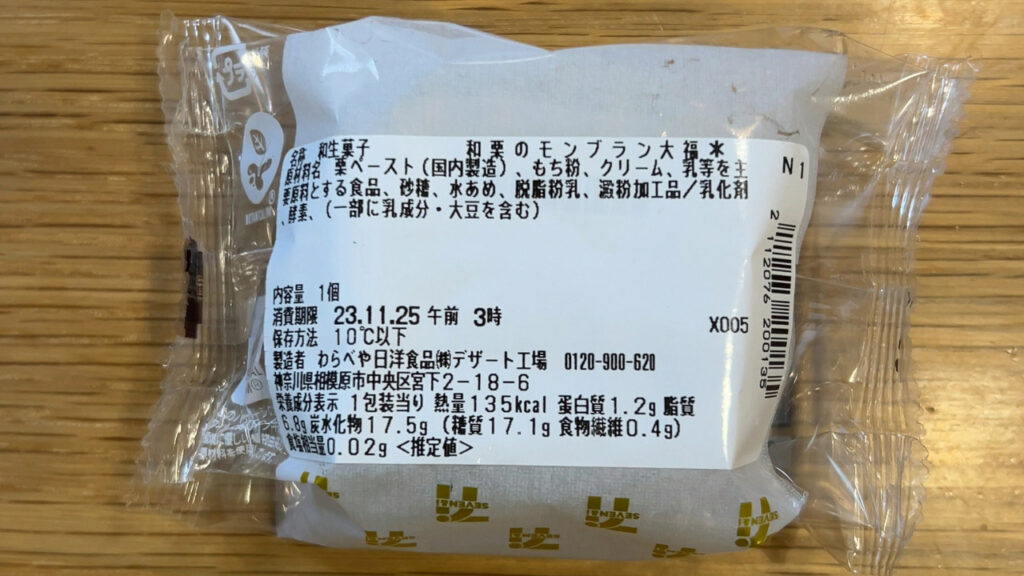 プラ
名称 和生菓子 和栗のモンブラン大福*
原材料名 栗ペースト(国内製造)、もち粉、クリーム、乳等を主
要原料とする食品、砂糖、水あめ、脱脂粉乳、澱粉加工品/乳化剤
、酵素、(一部に乳成分・大豆を含む)
N1
2 112076 200135
内容量 1個
消費期限 23.11.25 午前 3時
X005
保存方法 10℃以下
製造者 わらべや日洋食品㈱デザート工場 0120-900-620
神奈川県相模原市中央区宮下2-18-6
栄養成分表示 1包装当り 熱量135kcal 蛋白質1.2g 脂質
6.8g 炭水化物17.5g (糖質17.1g 食物繊維0.4g)
食塩相当量0.02g <推定値>
SEVEN&i
SEVEN&i
SEVEN&i
SEVEN&i